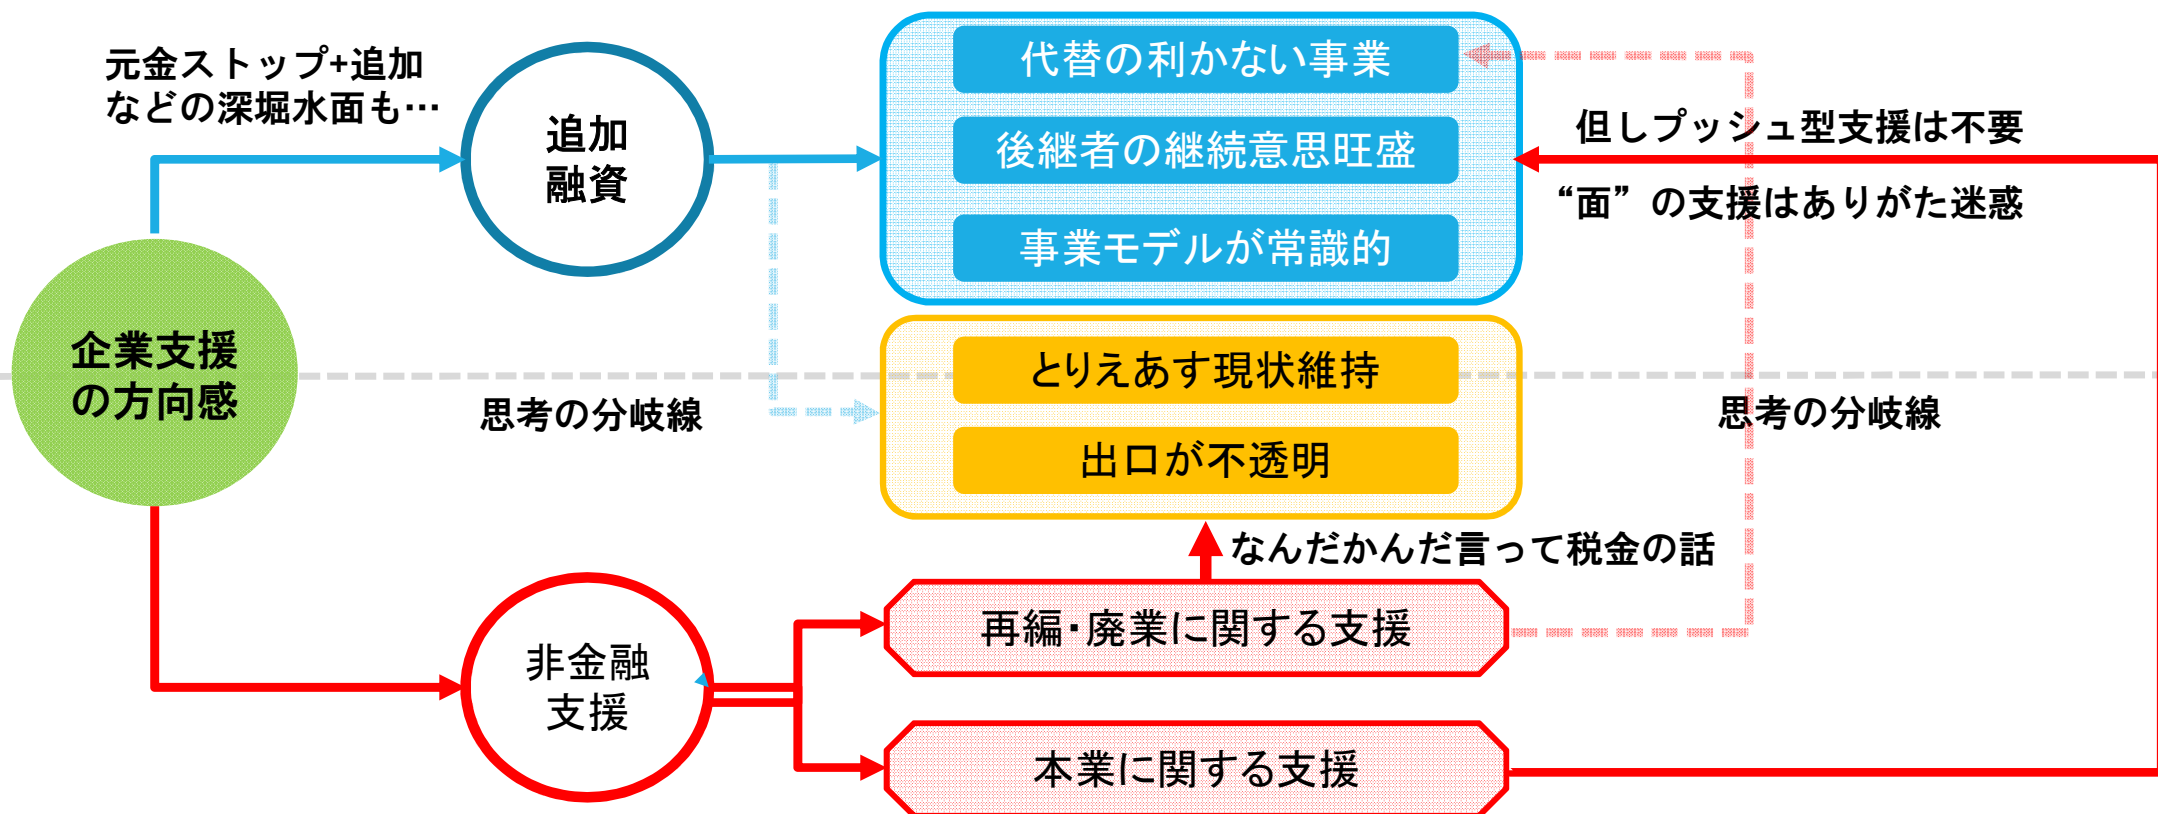 元金ストップ+追加
などの深堀水面も…
追加
融資
代替の利かない事業
後継者の継続意思旺盛
事業モデルが常識的
但しプッシュ型支援は不要
“面”の支援はありがた迷惑
企業支援
の方向感
思考の分岐線
とりえあす現状維持
出口が不透明
思考の分岐線
なんだかんだ言って税金の話
非金融
支援
再編・廃業に関する支援
本業に関する支援